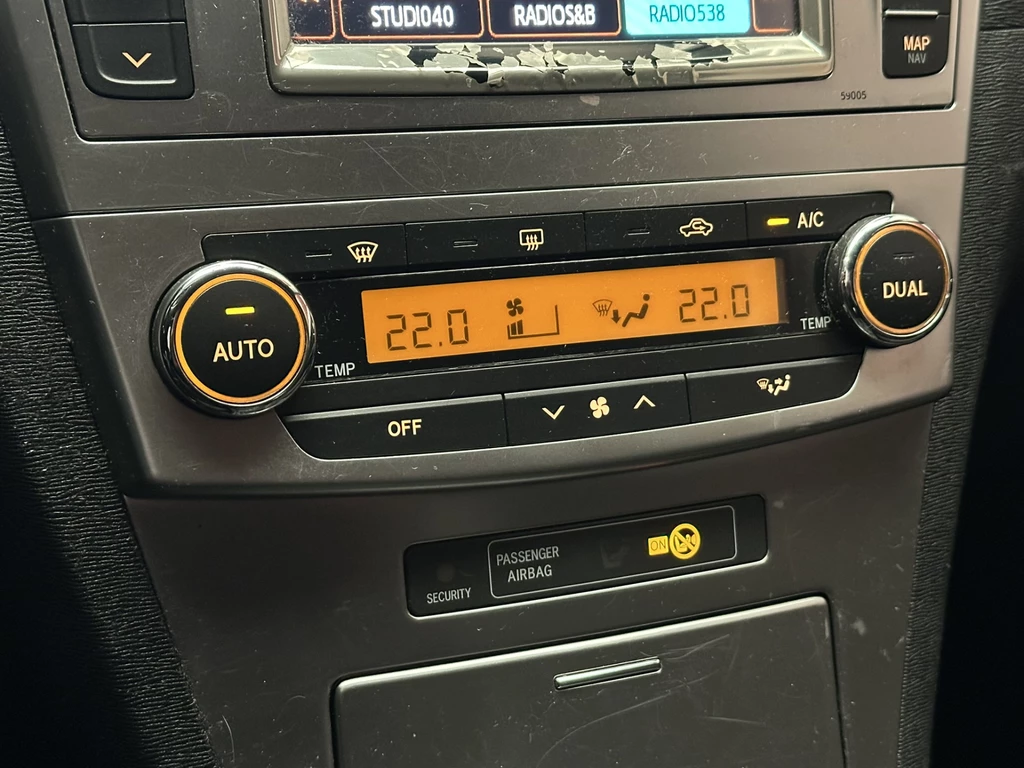 STUDIO40
RADIOS&B
RADIO538
MAP
NAV
59005
A/C
AUTO
22.0
22.0
DUAL
TEMP
TEMP
OFF
PASSENGER
AIRBAG
ON
SECURITY